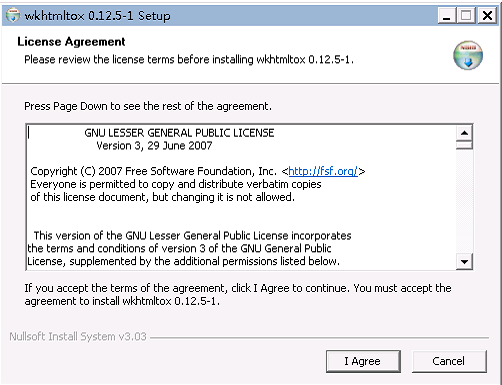 wkhtmltox 0.12.5-1 Setup
License Agreement
Please review the license terms before installing wkhtmltox 0.12.5-1.
Press Page Down to see the rest of the agreement.
GNU LESSER GENERAL PUBLIC LICENSE
Version 3, 29 June 2007
Copyright (C) 2007 Free Software Foundation, Inc. <http://fsf.org/>
Everyone is permitted to copy and distribute verbatim copies
of this license document, but changing it is not allowed.
This version of the GNU Lesser General Public License incorporates
the terms and conditions of version 3 of the GNU General Public
License, supplemented by the additional permissions listed below.
If you accept the terms of the agreement, click I Agree to continue. You must accept the
agreement to install wkhtmltox 0.12.5-1.
Nullsoft Install System v3.03
I Agree
Cancel